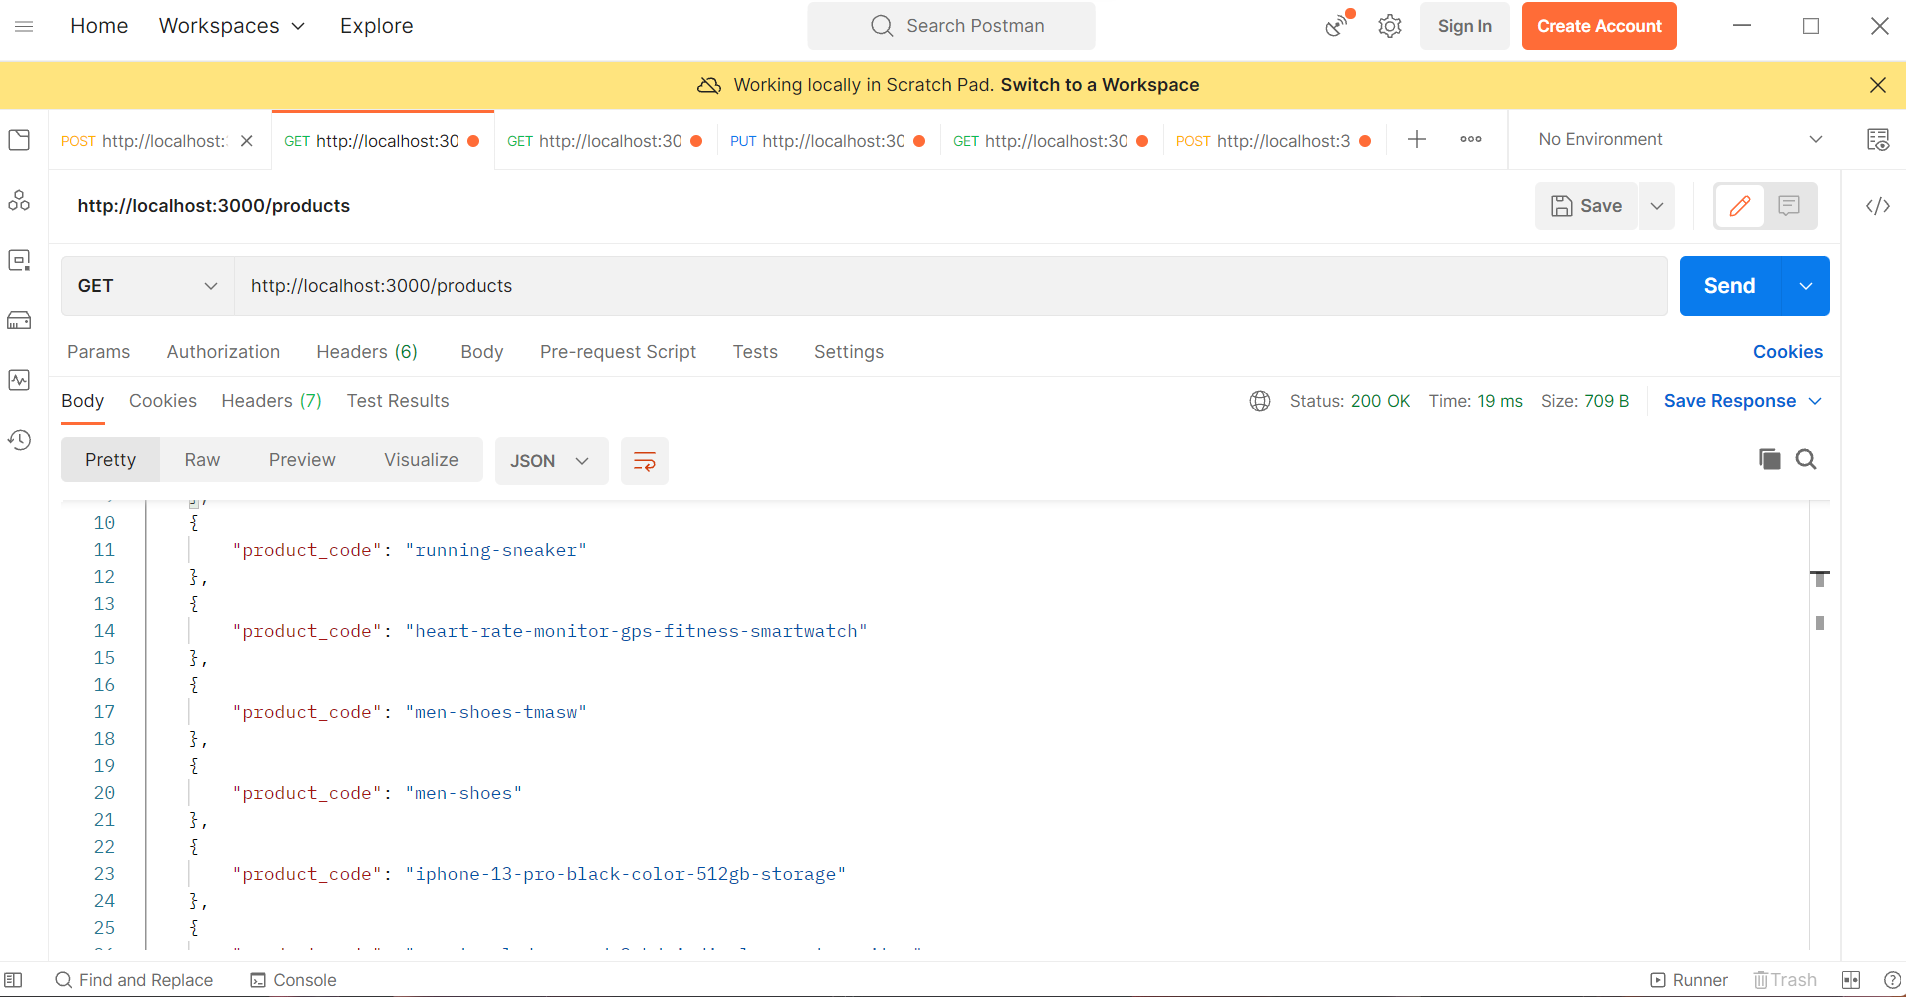 Home Workspaces Explore Search Postman Sign In Create Account
Working locally in Scratch Pad. Switch to a Workspace
POST http://localhost: GET http://localhost:30 GET http://localhost:30 PUT http://localhost:30 GET http://localhost:30 POST http://localhost:3 No Environment
http://localhost:3000/products Save
GET http://localhost:3000/products Send
Params Authorization Headers (6) Body Pre-request Script Tests Settings Cookies
Body Cookies Headers (7) Test Results Status: 200 OK Time: 19 ms Size: 709 B Save Response
Pretty Raw Preview Visualize JSON
10 {
11 "product_code": "running-sneaker"
12 },
13 {
14 "product_code": "heart-rate-monitor-gps-fitness-smartwatch"
15 },
16 {
17 "product_code": "men-shoes-tmasw"
18 },
19 {
20 "product_code": "men-shoes"
21 },
22 {
23 "product_code": "iphone-13-pro-black-color-512gb-storage"
24 },
25 {
Find and Replace Console Runner Trash